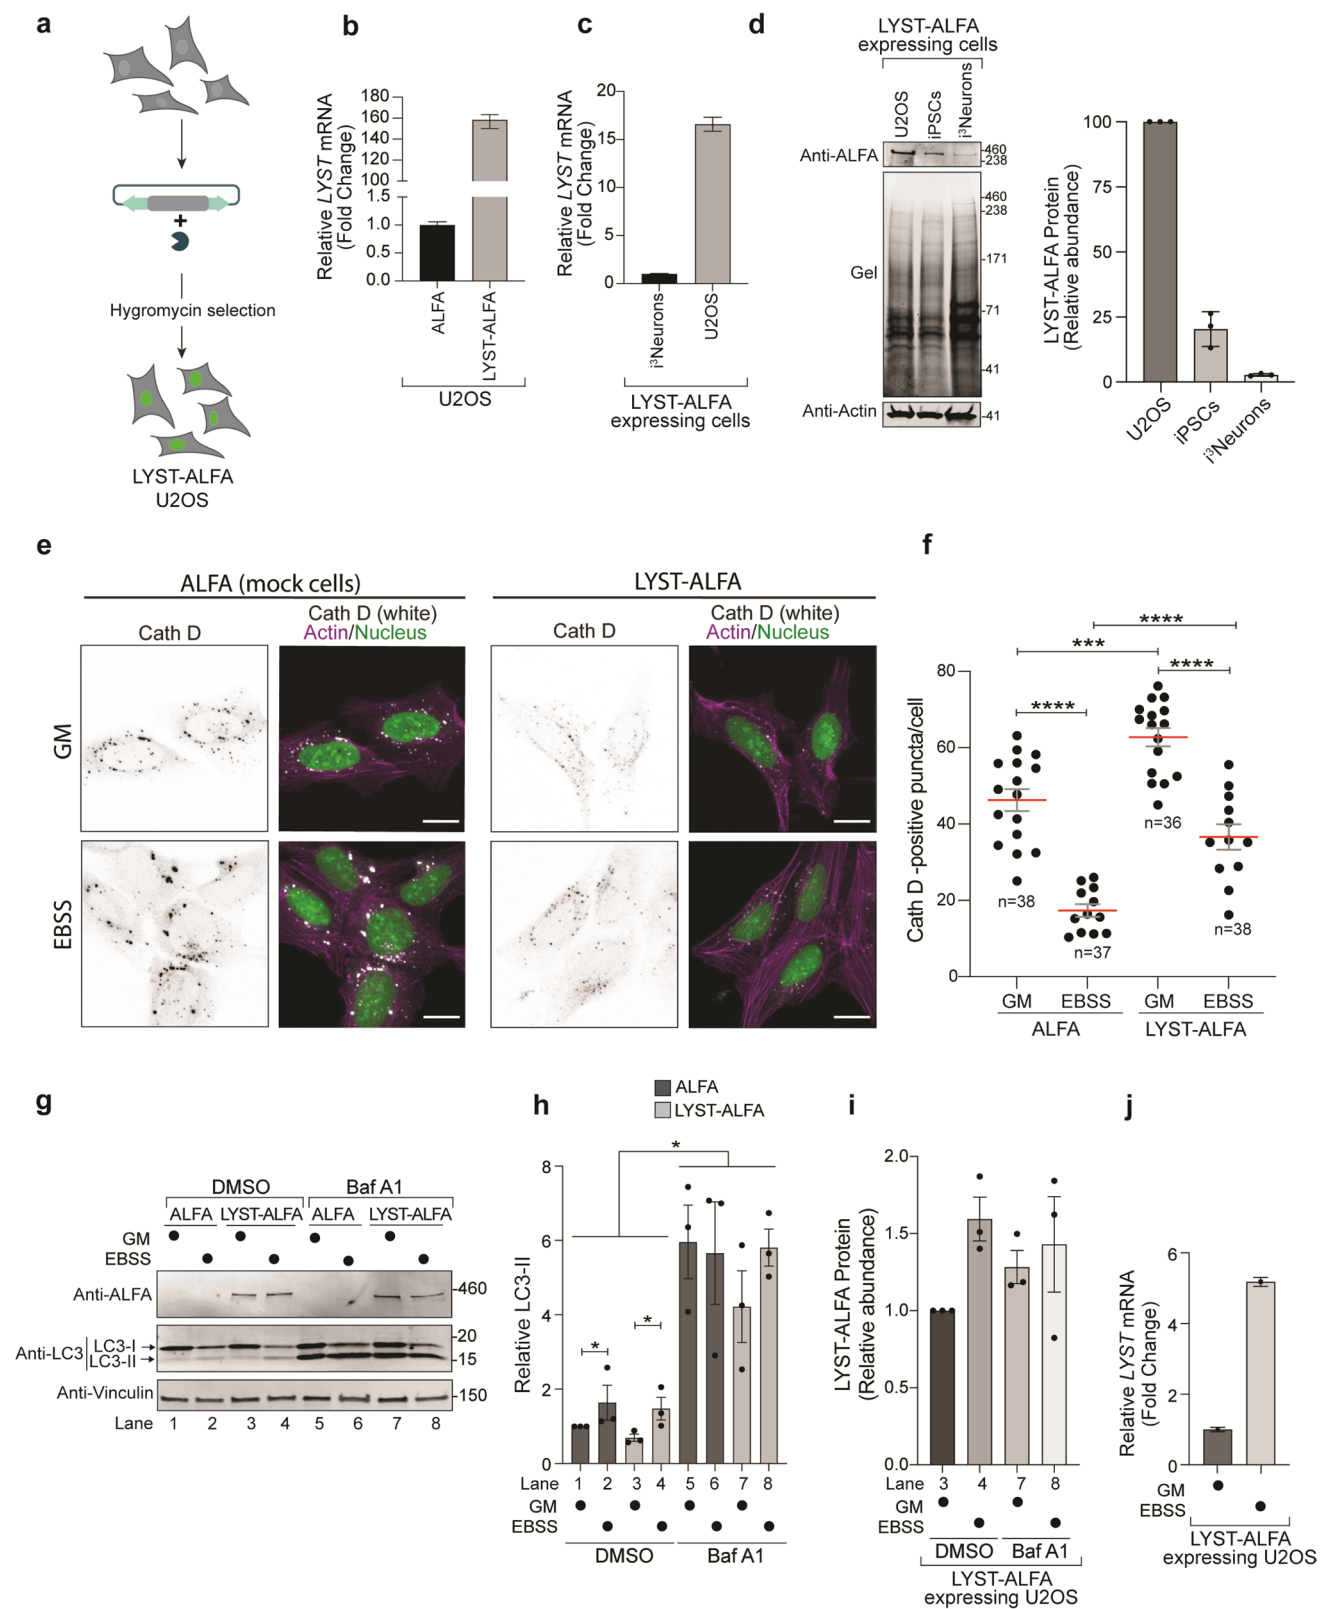 a
+
Hygromycin selection
LYST-ALFA
U2OS
b
Relative LYST mRNA
(Fold Change)
180
160
140
120
100
1.5
1.0
0.5
0.0
ALFA
LYST-ALFA
U2OS
c
Relative LYST mRNA
(Fold Change)
20
15
10
5
0
i³Neurons
U2OS
LYST-ALFA
expressing cells
d
LYST-ALFA
expressing cells
U2OS
iPSCs
i³Neurons
Anti-ALFA
460
238
Gel
460
238
171
71
41
Anti-Actin
41
LYST-ALFA Protein
(Relative abundance)
100
75
50
25
0
U2OS
iPSCs
i³Neurons
e
ALFA (mock cells)
LYST-ALFA
Cath D
Cath D (white)
Actin/Nucleus
Cath D
Cath D (white)
Actin/Nucleus
GM
EBSS
f
Cath D -positive puncta/cell
80
60
40
20
0
****
***
****
****
n=38
n=37
n=36
n=38
GM
EBSS
GM
EBSS
ALFA
LYST-ALFA
g
DMSO
Baf A1
ALFA
LYST-ALFA
ALFA
LYST-ALFA
GM
EBSS
Anti-ALFA
460
Anti-LC3
LC3-I
LC3-II
20
15
Anti-Vinculin
150
Lane 1 2 3 4 5 6 7 8
h
ALFA
LYST-ALFA
Relative LC3-II
8
6
4
2
0
*
*
*
Lane 1 2 3 4 5 6 7 8
GM
EBSS
DMSO
Baf A1
i
LYST-ALFA Protein
(Relative abundance)
2.0
1.5
1.0
0.5
0.0
Lane 3 4 7 8
GM
EBSS
DMSO
Baf A1
LYST-ALFA
expressing U2OS
j
Relative LYST mRNA
(Fold Change)
6
4
2
0
GM
EBSS
LYST-ALFA
expressing U2OS